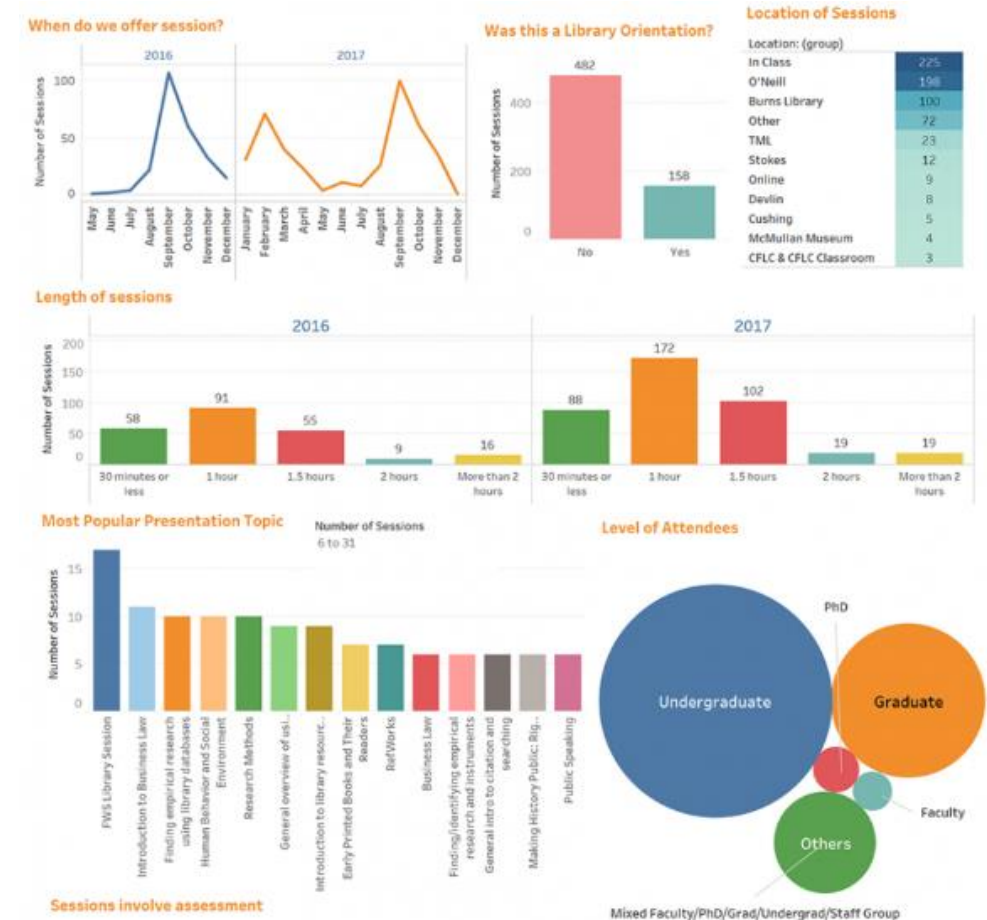 When do we offer session?
2016
2017
Number of Sessions
100
50
0
May
June
July
August
September
October
November
December
January
February
March
April
May
June
July
August
September
October
November
December
Was this a Library Orientation?
Number of Sessions
400
200
0
482
158
No
Yes
Location of Sessions
Location: (group)
In Class 225
O'Neill 198
Burns Library 100
Other 72
TML 23
Stokes 12
Online 9
Devlin 8
Cushing 5
McMullan Museum 4
CFLC & CFLC Classroom 3
Length of sessions
2016
2017
Number of Sessions
200
150
100
50
0
58
91
55
9
16
88
172
102
19
19
30 minutes or
less
1 hour
1.5 hours
2 hours
More than 2
hours
30 minutes or
less
1 hour
1.5 hours
2 hours
More than 2
hours
Most Popular Presentation Topic
Number of Sessions
6 to 31
Number of Sessions
15
10
5
0
FWS Library Session
Introduction to Business Law
Finding empirical research
using library databases
Human Behavior and Social
Environment
Research Methods
General overview of usi..
Introduction to library resourc..
Early Printed Books and Their
Readers
RefWorks
Business Law
Finding/identifying empirical
research and instruments
General intro to citation and
searching
Making History Public: Rig..
Public Speaking
Level of Attendees
PhD
Undergraduate
Graduate
Faculty
Others
Mixed Faculty/PhD/Grad/Undergrad/Staff Group
Sessions involve assessment